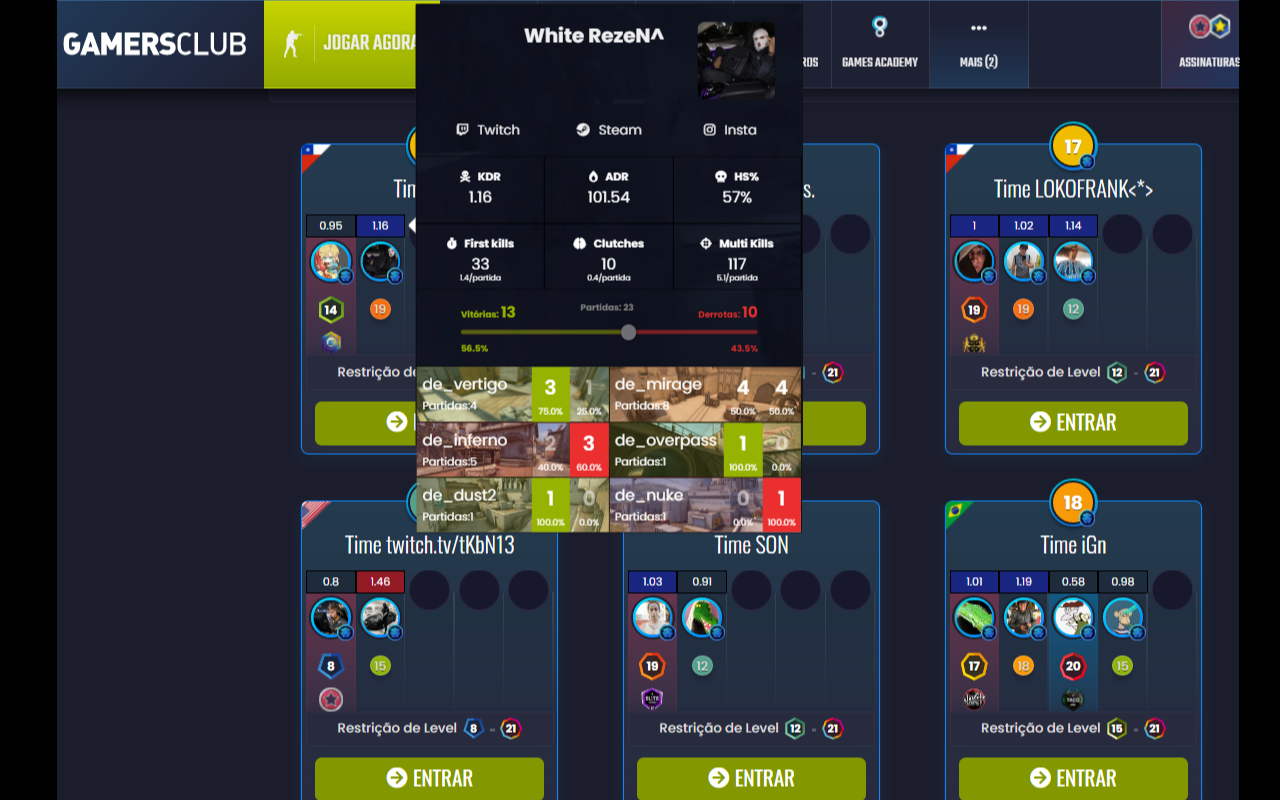 GAMERSCLUB
JOGAR AGORA
GAMES ACADEMY
MAIS (2)
ASSINATURAS
White RezeN^
Twitch
Steam
Insta
KDR
1.16
ADR
101.54
HS%
57%
First kills
33
1.4/partida
Clutches
10
0.4/partida
Multi Kills
117
5.1/partida
Vitórias: 13
Partidas: 23
Derrotas: 10
56.5%
43.5%
de_vertigo
Partidas:4
3
75.0%
1
25.0%
de_mirage
Partidas:8
4
50.0%
4
50.0%
de_inferno
Partidas:5
2
40.0%
3
60.0%
de_overpass
Partidas:1
1
100.0%
0
0.0%
de_dust2
Partidas:1
1
100.0%
0
0.0%
de_nuke
Partidas:1
0
0.0%
1
100.0%
0.95
1.16
14
19
Restrição de
s.
- 21
17
Time LOKOFRANK<*>
1
1.02
1.14
19
19
12
Restrição de Level 12 - 21
ENTRAR
Time twitch.tv/tKbN13
0.8
1.46
8
15
Restrição de Level 8 - 21
ENTRAR
Time SON
1.03
0.91
19
12
ELITE
Restrição de Level 12 - 21
ENTRAR
18
Time iGn
1.01
1.19
0.58
0.98
17
18
20
15
Restrição de Level 15 - 21
ENTRAR